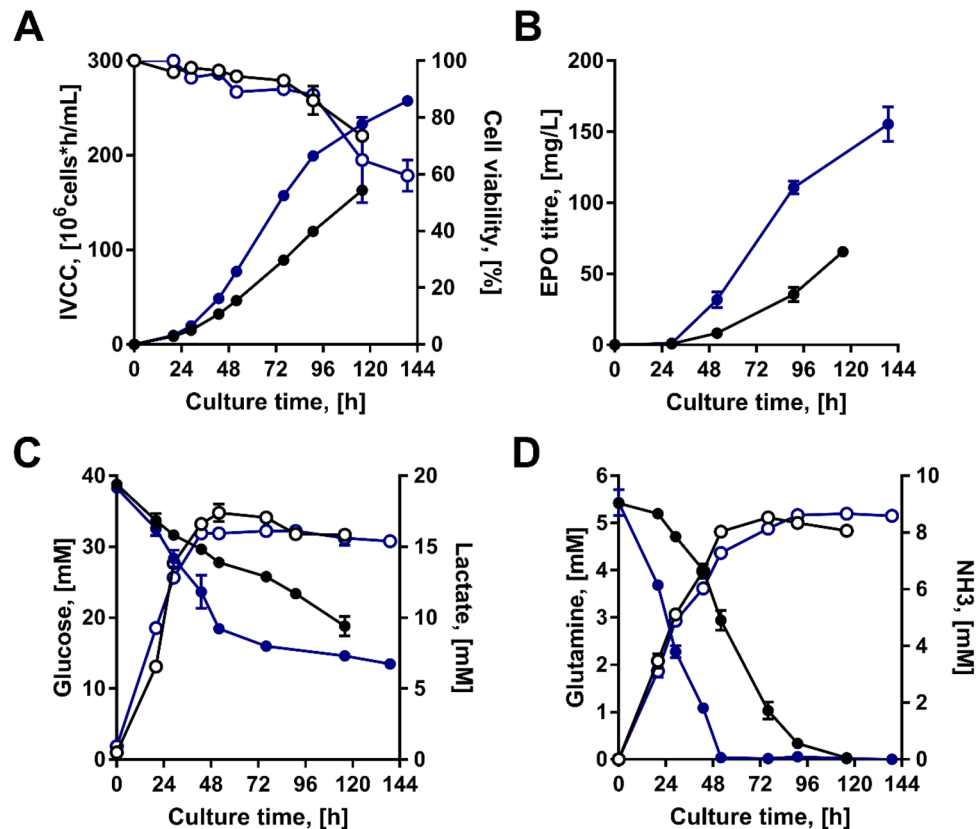 A
B
300
200
100
0
IVCC, [10⁶cells*h/mL]
100
80
60
40
20
0
Cell viability, [%]
0 24 48 72 96 120 144
Culture time, [h]
200
150
100
50
0
EPO titre, [mg/L]
0 24 48 72 96 120 144
Culture time, [h]
C
D
40
30
20
10
0
Glucose, [mM]
20
15
10
5
0
Lactate, [mM]
0 24 48 72 96 120 144
Culture time, [h]
6
5
4
3
2
1
0
Glutamine, [mM]
10
8
6
4
2
0
NH3, [mM]
0 24 48 72 96 120 144
Culture time, [h]